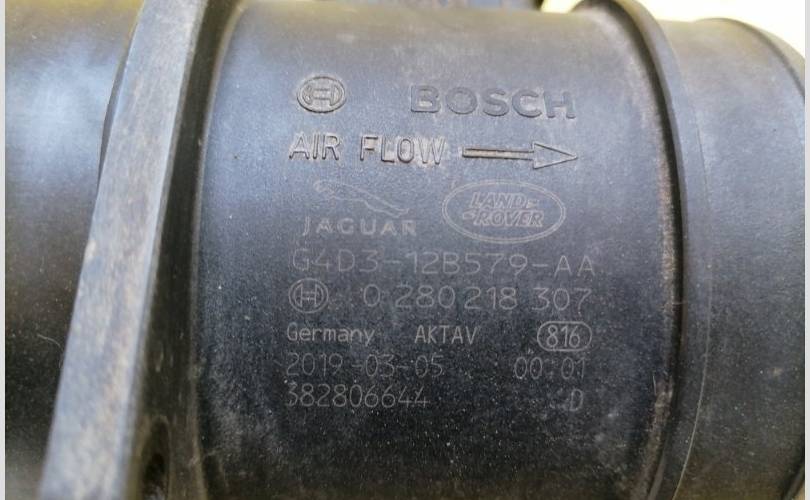 BOSCH
AIR FLOW
JAGUAR
LAND-
-ROVER
G4D3-12B579-AA
0 280 218 307
Germany AKTAV 816
2019-03-05 00:01
382806644 D